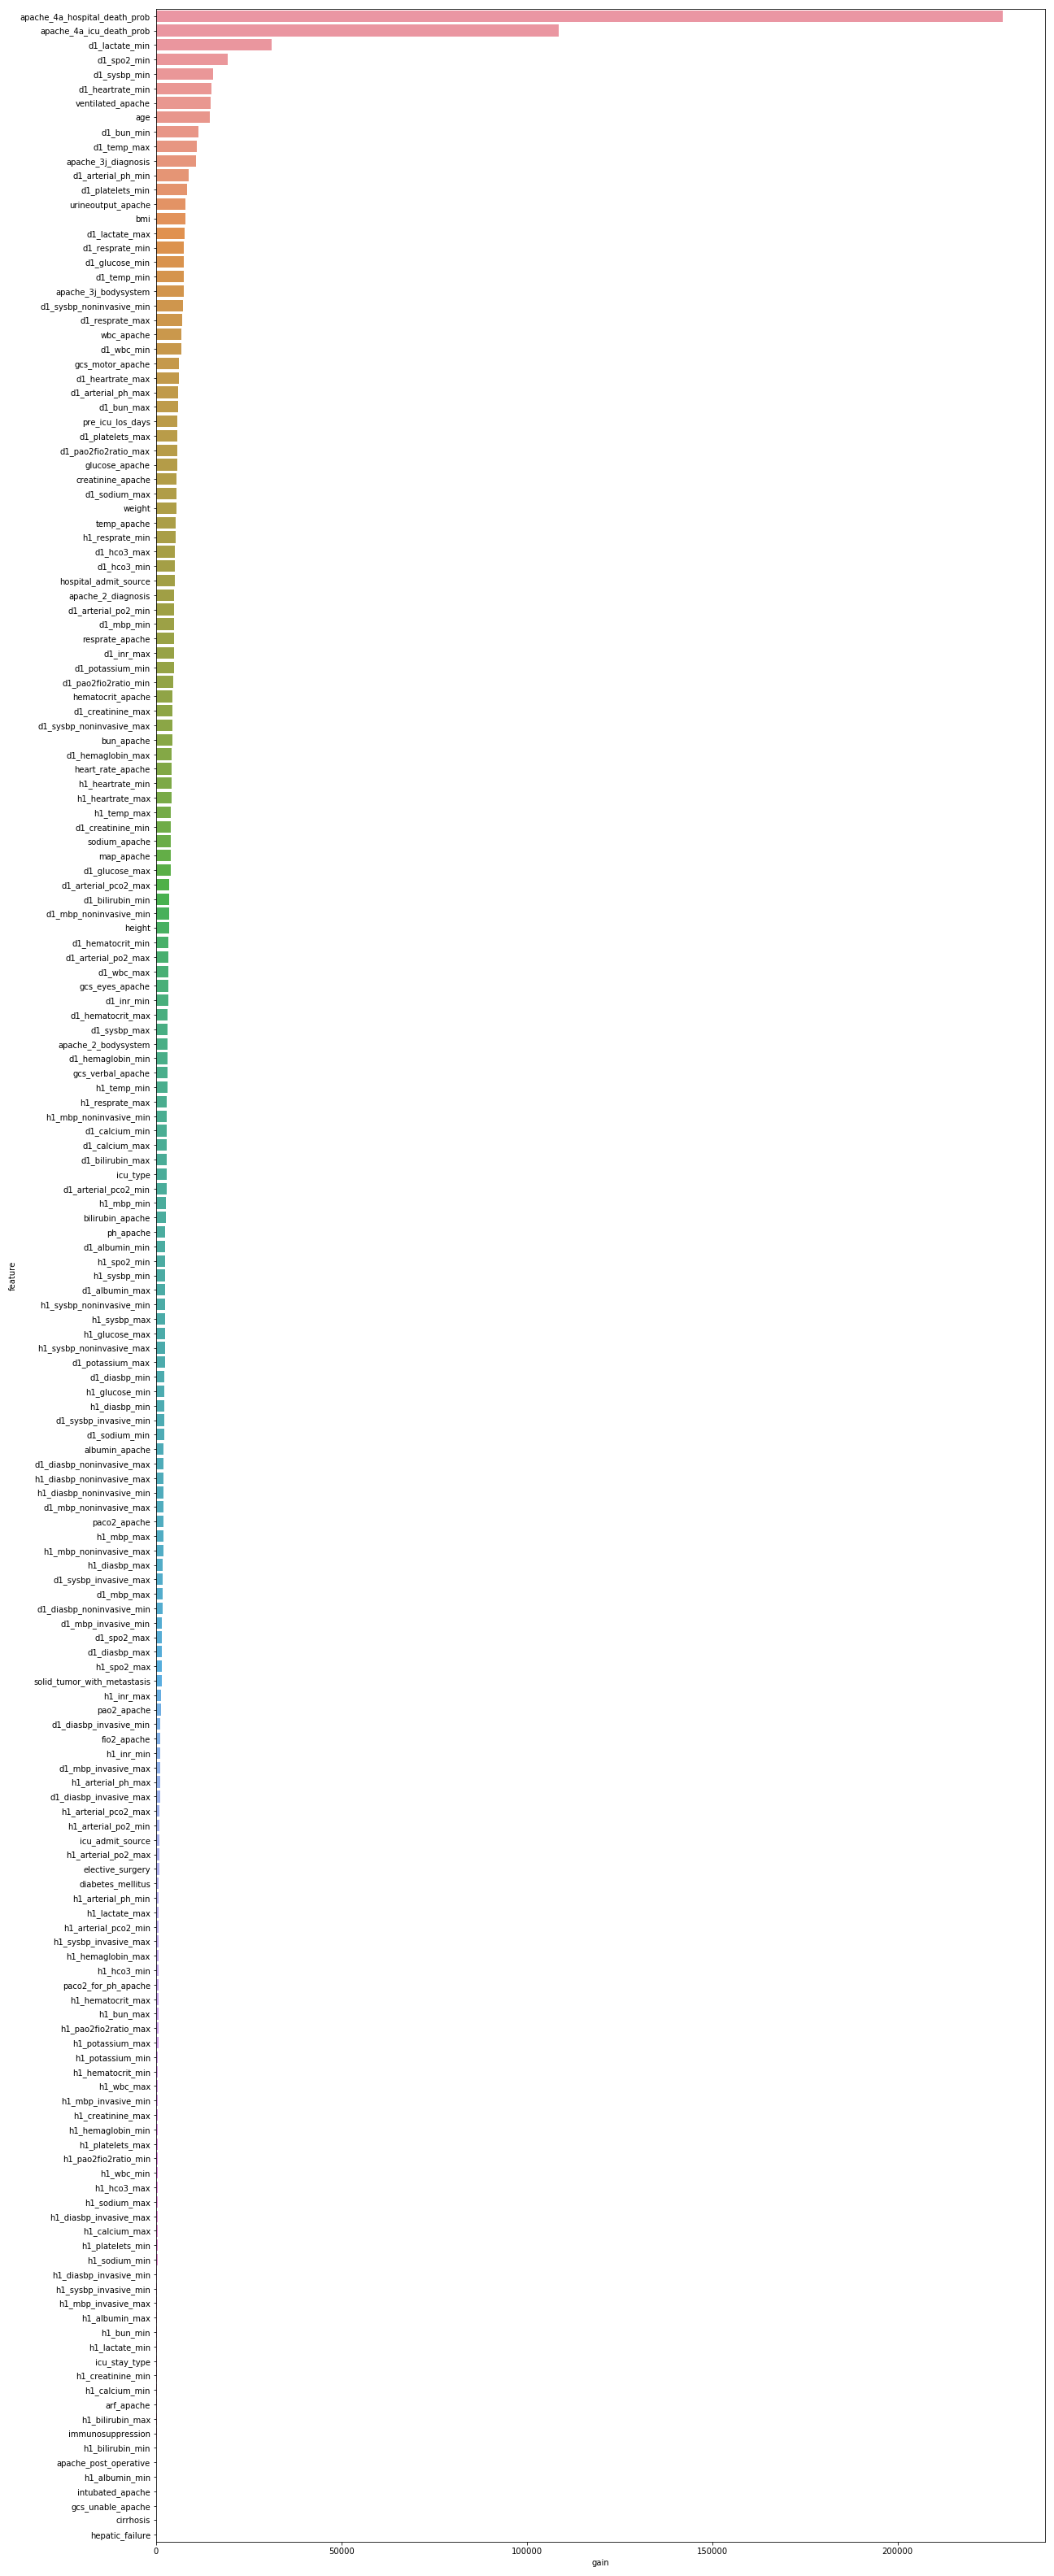 apache_4a_hospital_death_prob
apache_4a_icu_death_prob
d1_lactate_min
d1_spo2_min
d1_sysbp_min
d1_heartrate_min
ventilated_apache
age
d1_bun_min
d1_temp_max
apache_3j_diagnosis
d1_arterial_ph_min
d1_platelets_min
urineoutput_apache
bmi
d1_lactate_max
d1_resprate_min
d1_glucose_min
d1_temp_min
apache_3j_bodysystem
d1_sysbp_noninvasive_min
d1_resprate_max
wbc_apache
d1_wbc_min
gcs_motor_apache
d1_heartrate_max
d1_arterial_ph_max
d1_bun_max
pre_icu_los_days
d1_platelets_max
d1_pao2fio2ratio_max
glucose_apache
creatinine_apache
d1_sodium_max
weight
temp_apache
h1_resprate_min
d1_hco3_max
d1_hco3_min
hospital_admit_source
apache_2_diagnosis
d1_arterial_po2_min
d1_mbp_min
resprate_apache
d1_inr_max
d1_potassium_min
d1_pao2fio2ratio_min
hematocrit_apache
d1_creatinine_max
d1_sysbp_noninvasive_max
bun_apache
d1_hemaglobin_max
heart_rate_apache
h1_heartrate_min
h1_heartrate_max
h1_temp_max
d1_creatinine_min
sodium_apache
map_apache
d1_glucose_max
d1_arterial_pco2_max
d1_bilirubin_min
d1_mbp_noninvasive_min
height
d1_hematocrit_min
d1_arterial_po2_max
d1_wbc_max
gcs_eyes_apache
d1_inr_min
d1_hematocrit_max
d1_sysbp_max
apache_2_bodysystem
d1_hemaglobin_min
gcs_verbal_apache
h1_temp_min
h1_resprate_max
h1_mbp_noninvasive_min
d1_calcium_min
d1_calcium_max
d1_bilirubin_max
icu_type
d1_arterial_pco2_min
h1_mbp_min
bilirubin_apache
ph_apache
d1_albumin_min
h1_spo2_min
h1_sysbp_min
d1_albumin_max
h1_sysbp_noninvasive_min
h1_sysbp_max
h1_glucose_max
h1_sysbp_noninvasive_max
d1_potassium_max
d1_diasbp_min
h1_glucose_min
h1_diasbp_min
d1_sysbp_invasive_min
d1_sodium_min
albumin_apache
d1_diasbp_noninvasive_max
h1_diasbp_noninvasive_max
h1_diasbp_noninvasive_min
d1_mbp_noninvasive_max
paco2_apache
h1_mbp_max
h1_mbp_noninvasive_max
h1_diasbp_max
d1_sysbp_invasive_max
d1_mbp_max
d1_diasbp_noninvasive_min
d1_mbp_invasive_min
d1_spo2_max
d1_diasbp_max
h1_spo2_max
solid_tumor_with_metastasis
h1_inr_max
pao2_apache
d1_diasbp_invasive_min
fio2_apache
h1_inr_min
d1_mbp_invasive_max
h1_arterial_ph_max
d1_diasbp_invasive_max
h1_arterial_pco2_max
h1_arterial_po2_min
icu_admit_source
h1_arterial_po2_max
elective_surgery
diabetes_mellitus
h1_arterial_ph_min
h1_lactate_max
h1_arterial_pco2_min
h1_sysbp_invasive_max
h1_hemaglobin_max
h1_hco3_min
paco2_for_ph_apache
h1_hematocrit_max
h1_bun_max
h1_pao2fio2ratio_max
h1_potassium_max
h1_potassium_min
h1_hematocrit_min
h1_wbc_max
h1_mbp_invasive_min
h1_creatinine_max
h1_hemaglobin_min
h1_platelets_max
h1_pao2fio2ratio_min
h1_wbc_min
h1_hco3_max
h1_sodium_max
h1_diasbp_invasive_max
h1_calcium_max
h1_platelets_min
h1_sodium_min
h1_diasbp_invasive_min
h1_sysbp_invasive_min
h1_mbp_invasive_max
h1_albumin_max
h1_bun_min
h1_lactate_min
icu_stay_type
h1_creatinine_min
h1_calcium_min
arf_apache
h1_bilirubin_max
immunosuppression
h1_bilirubin_min
apache_post_operative
h1_albumin_min
intubated_apache
gcs_unable_apache
cirrhosis
hepatic_failure
feature
0 50000 100000 150000 200000
gain